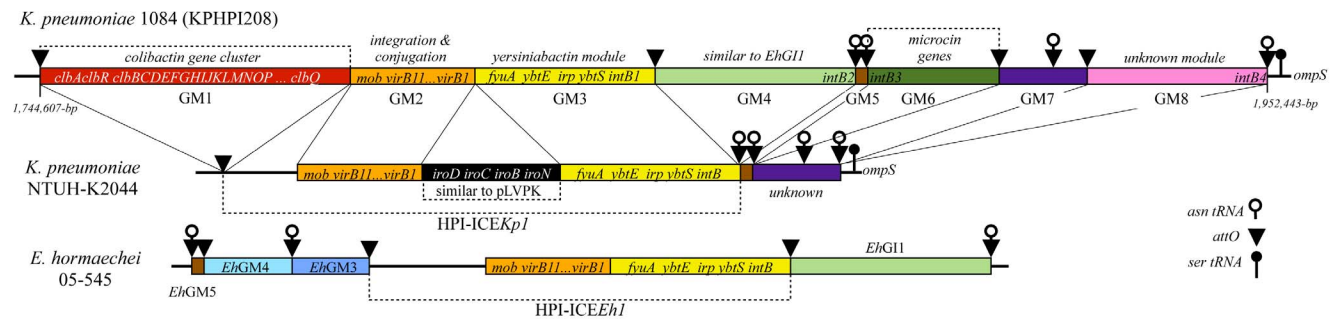 K. pneumoniae 1084 (KPHPI208)
colibactin gene cluster
integration &
conjugation
yersiniabactin module
similar to EhGI1
microcin
genes
unknown module
clbAclbR clbBCDEFGHIJKLMNOP ... clbQ
mob virB11...virB1
fyuA ybtE irp ybtS intB1
intB2
intB3
intB4
ompS
GM1
GM2
GM3
GM4
GM5
GM6
GM7
GM8
1,744,607-bp
1,952,443-bp
K. pneumoniae
NTUH-K2044
mob virB11...virB1
iroD iroC iroB iroN
fyuA ybtE irp ybtS intB
ompS
similar to pLVPK
unknown
HPI-ICEKp1
asn tRNA
attO
ser tRNA
E. hormaechei
05-545
EhGM4
EhGM3
mob virB11...virB1
fyuA ybtE irp ybtS intB
EhGI1
EhGM5
HPI-ICEEh1